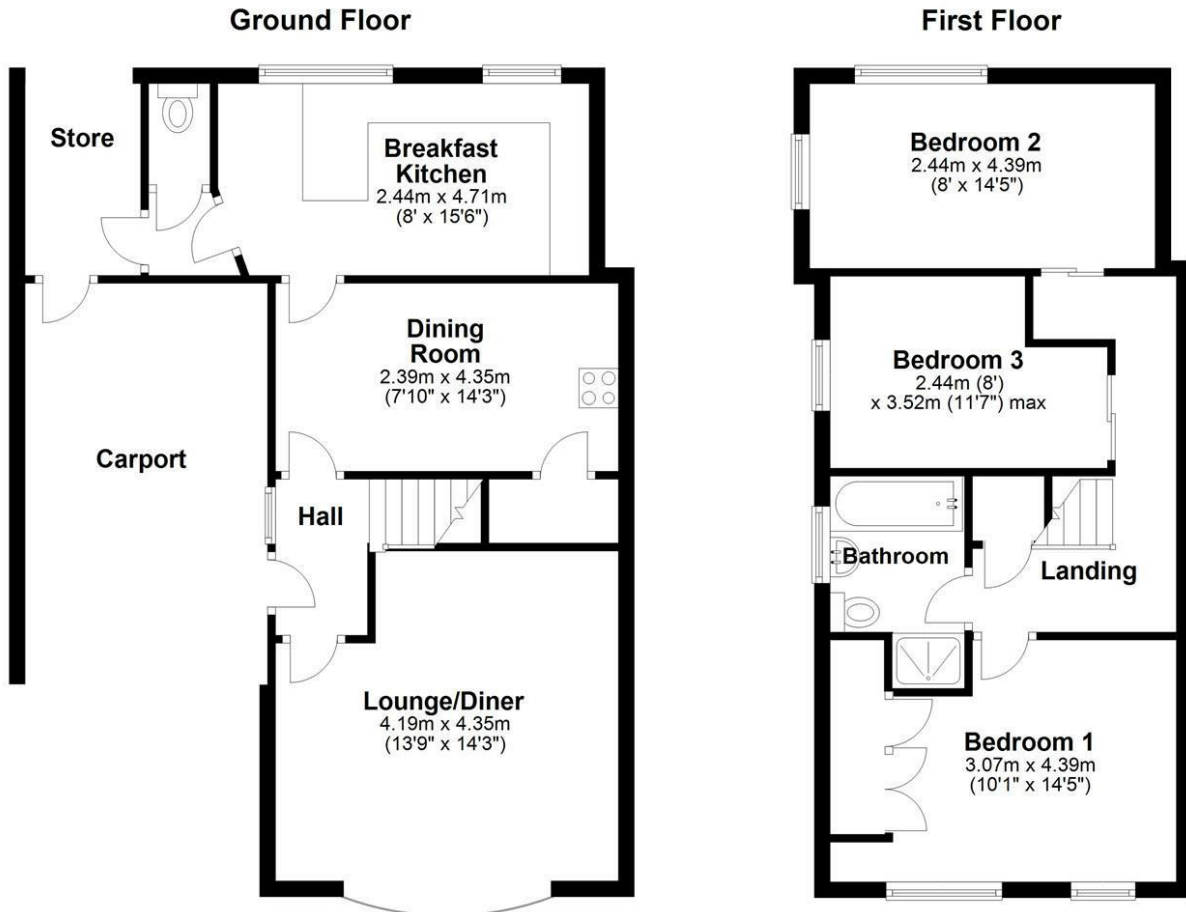 Ground Floor
Store
Breakfast
Kitchen
2.44m x 4.71m
(8' x 15'6")
Dining
Room
2.39m x 4.35m
(7'10" x 14'3")
Carport
Hall
Lounge/Diner
4.19m x 4.35m
(13'9" x 14'3")
First Floor
Bedroom 2
2.44m x 4.39m
(8' x 14'5")
Bedroom 3
2.44m (8')
x 3.52m (11'7") max
Bathroom
Landing
Bedroom 1
3.07m x 4.39m
(10'1" x 14'5")